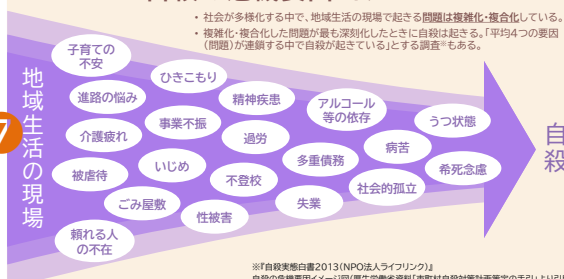 ・社会が多様化する中で、地域生活の現場で起きる問題は複雑化・複合化している。
・複雑化・複合化した問題が最も深刻化したときに自殺は起きる。「平均4つの要因
(問題)が連鎖する中で自殺が起きている」とする調査※もある。
7
地域生活の現場
子育ての
不安
ひきこもり
進路の悩み
精神疾患
アルコール
等の依存
うつ状態
事業不振
介護疲れ
過労
病苦
多重債務
いじめ
希死念慮
被虐待
不登校
社会的孤立
ごみ屋敷
失業
性被害
頼れる人
の不在
自殺
※『自殺実態白書2013(NPO法人ライフリンク)』